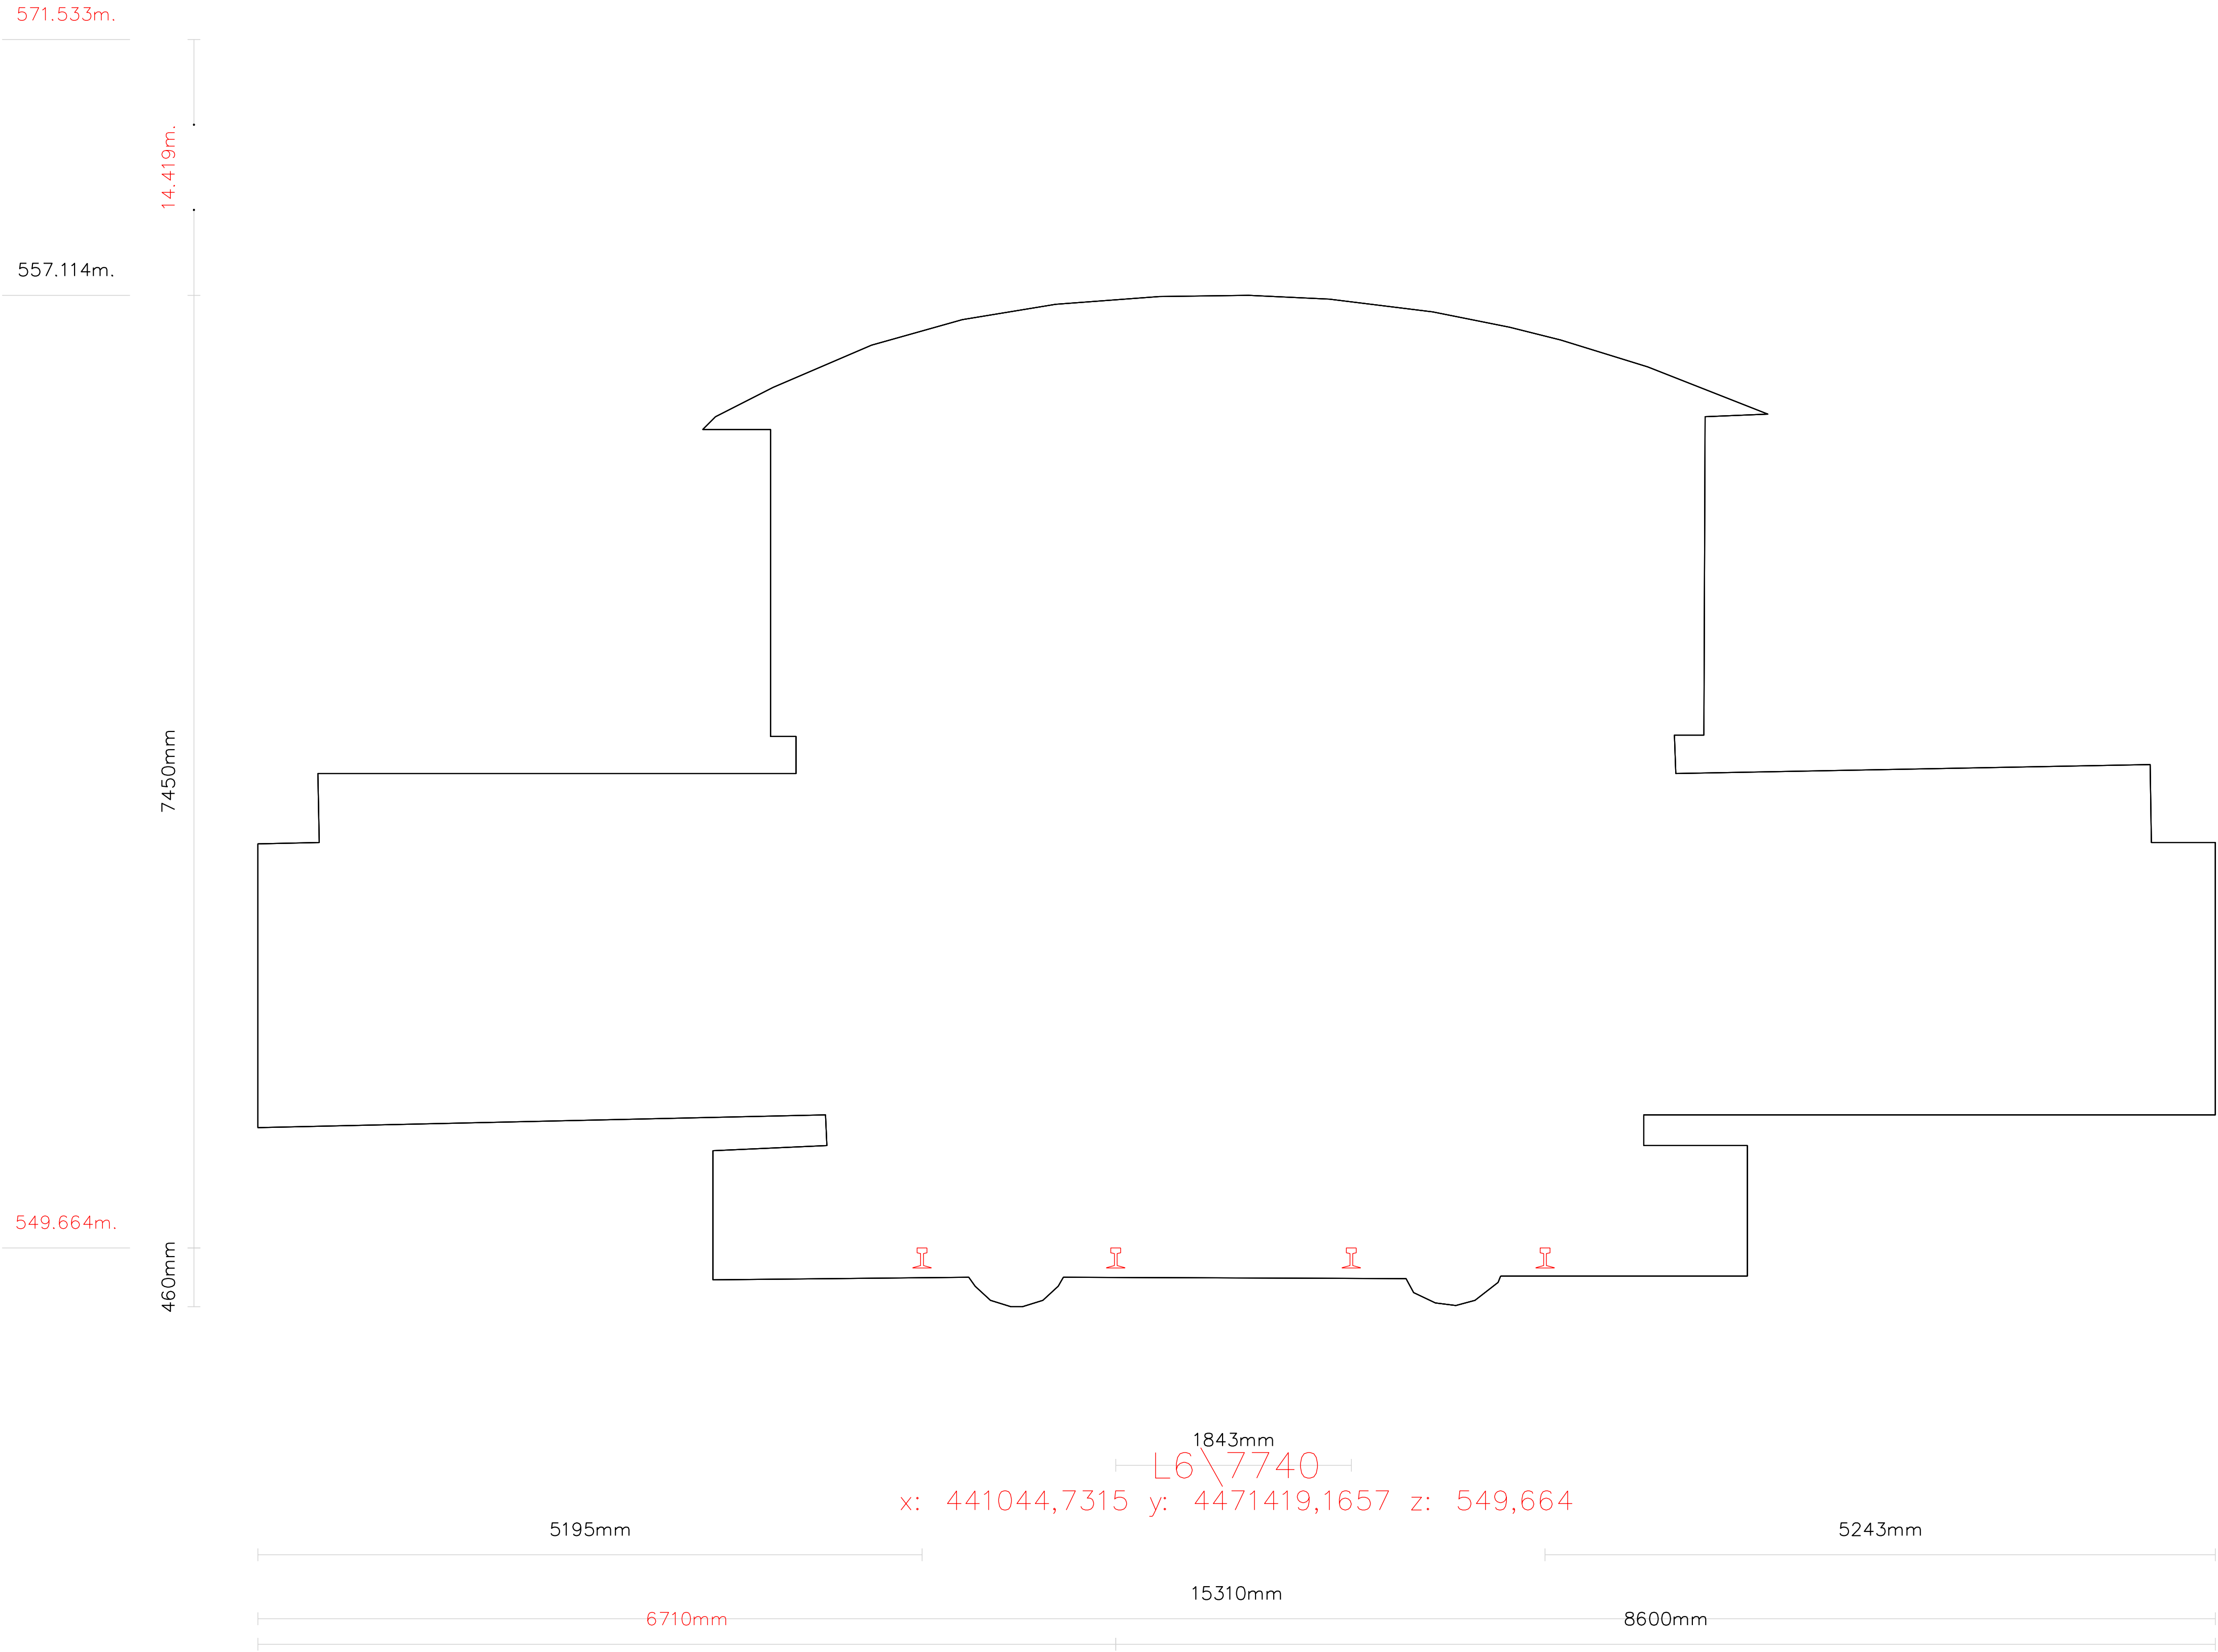 571.533m.
14.419m.
557.114m.
7450mm
549.664m.
460mm
1843mm
L6\7740
x: 441044,7315 y: 4471419,1657 z: 549,664
5195mm
5243mm
15310mm
6710mm
8600mm